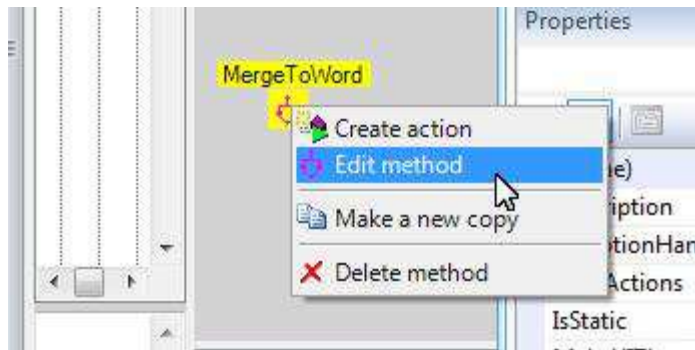 Properties
MergeToWord
Create action
Edit method
Make a new copy
Delete method
IsStatic